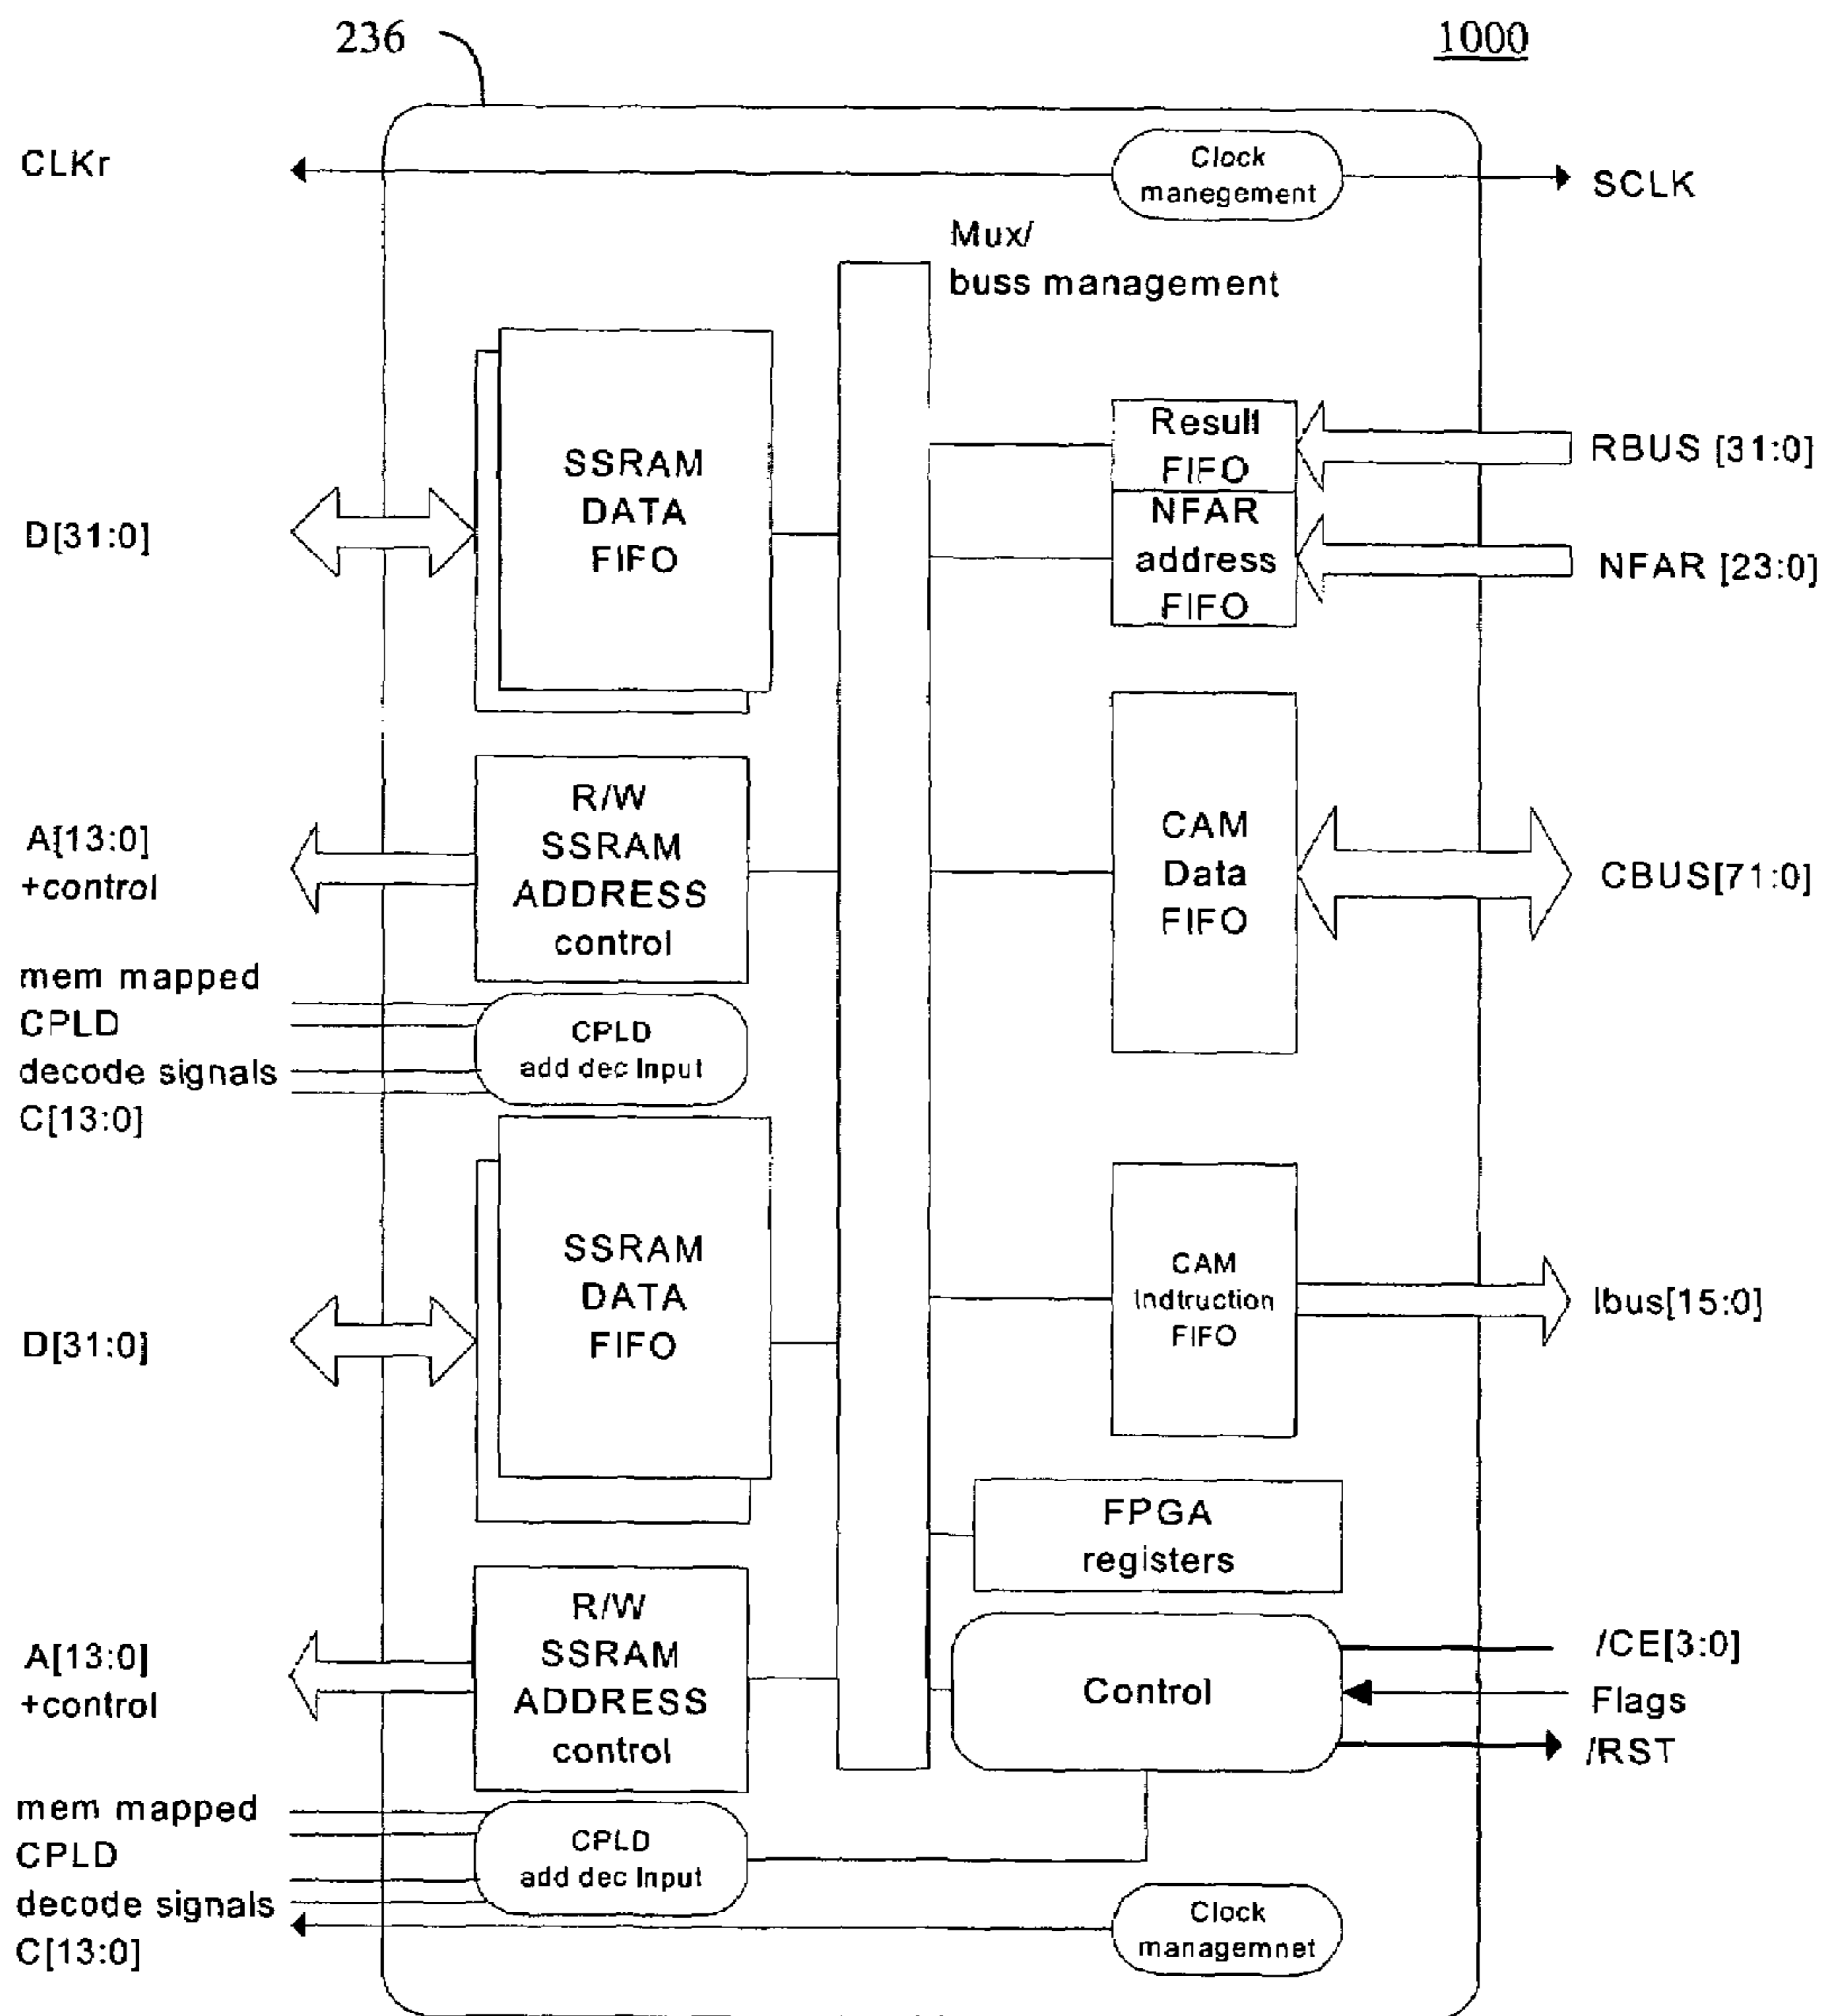 236
1000
CLKr
Clock
manegement
SCLK
Mux/
buss management
SSRAM
DATA
FIFO
D[31:0]
Result
FIFO
RBUS [31:0]
NFAR
address
FIFO
NFAR [23:0]
R/W
SSRAM
ADDRESS
control
A[13:0]
+control
CAM
Data
FIFO
CBUS[71:0]
mem mapped
CPLD
decode signals
C[13:0]
CPLD
add dec Input
SSRAM
DATA
FIFO
D[31:0]
CAM
Indtruction
FIFO
Ibus[15:0]
FPGA
registers
R/W
SSRAM
ADDRESS
control
A[13:0]
+control
Control
/CE[3:0]
Flags
/RST
mem mapped
CPLD
decode signals
C[13:0]
CPLD
add dec Input
Clock
managemnet